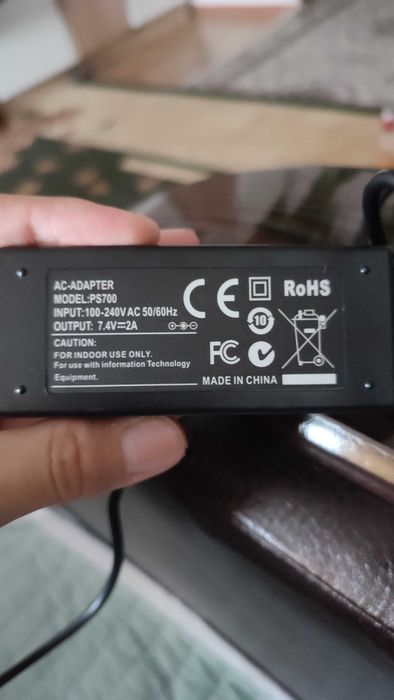 AC-ADAPTER
MODEL:PS700
INPUT:100-240V AC 50/60Hz
OUTPUT: 7.4V⎓2A
CAUTION:
FOR INDOOR USE ONLY.
For use with information Technology
Equipment.
CE
RoHS
10
FC
MADE IN CHINA